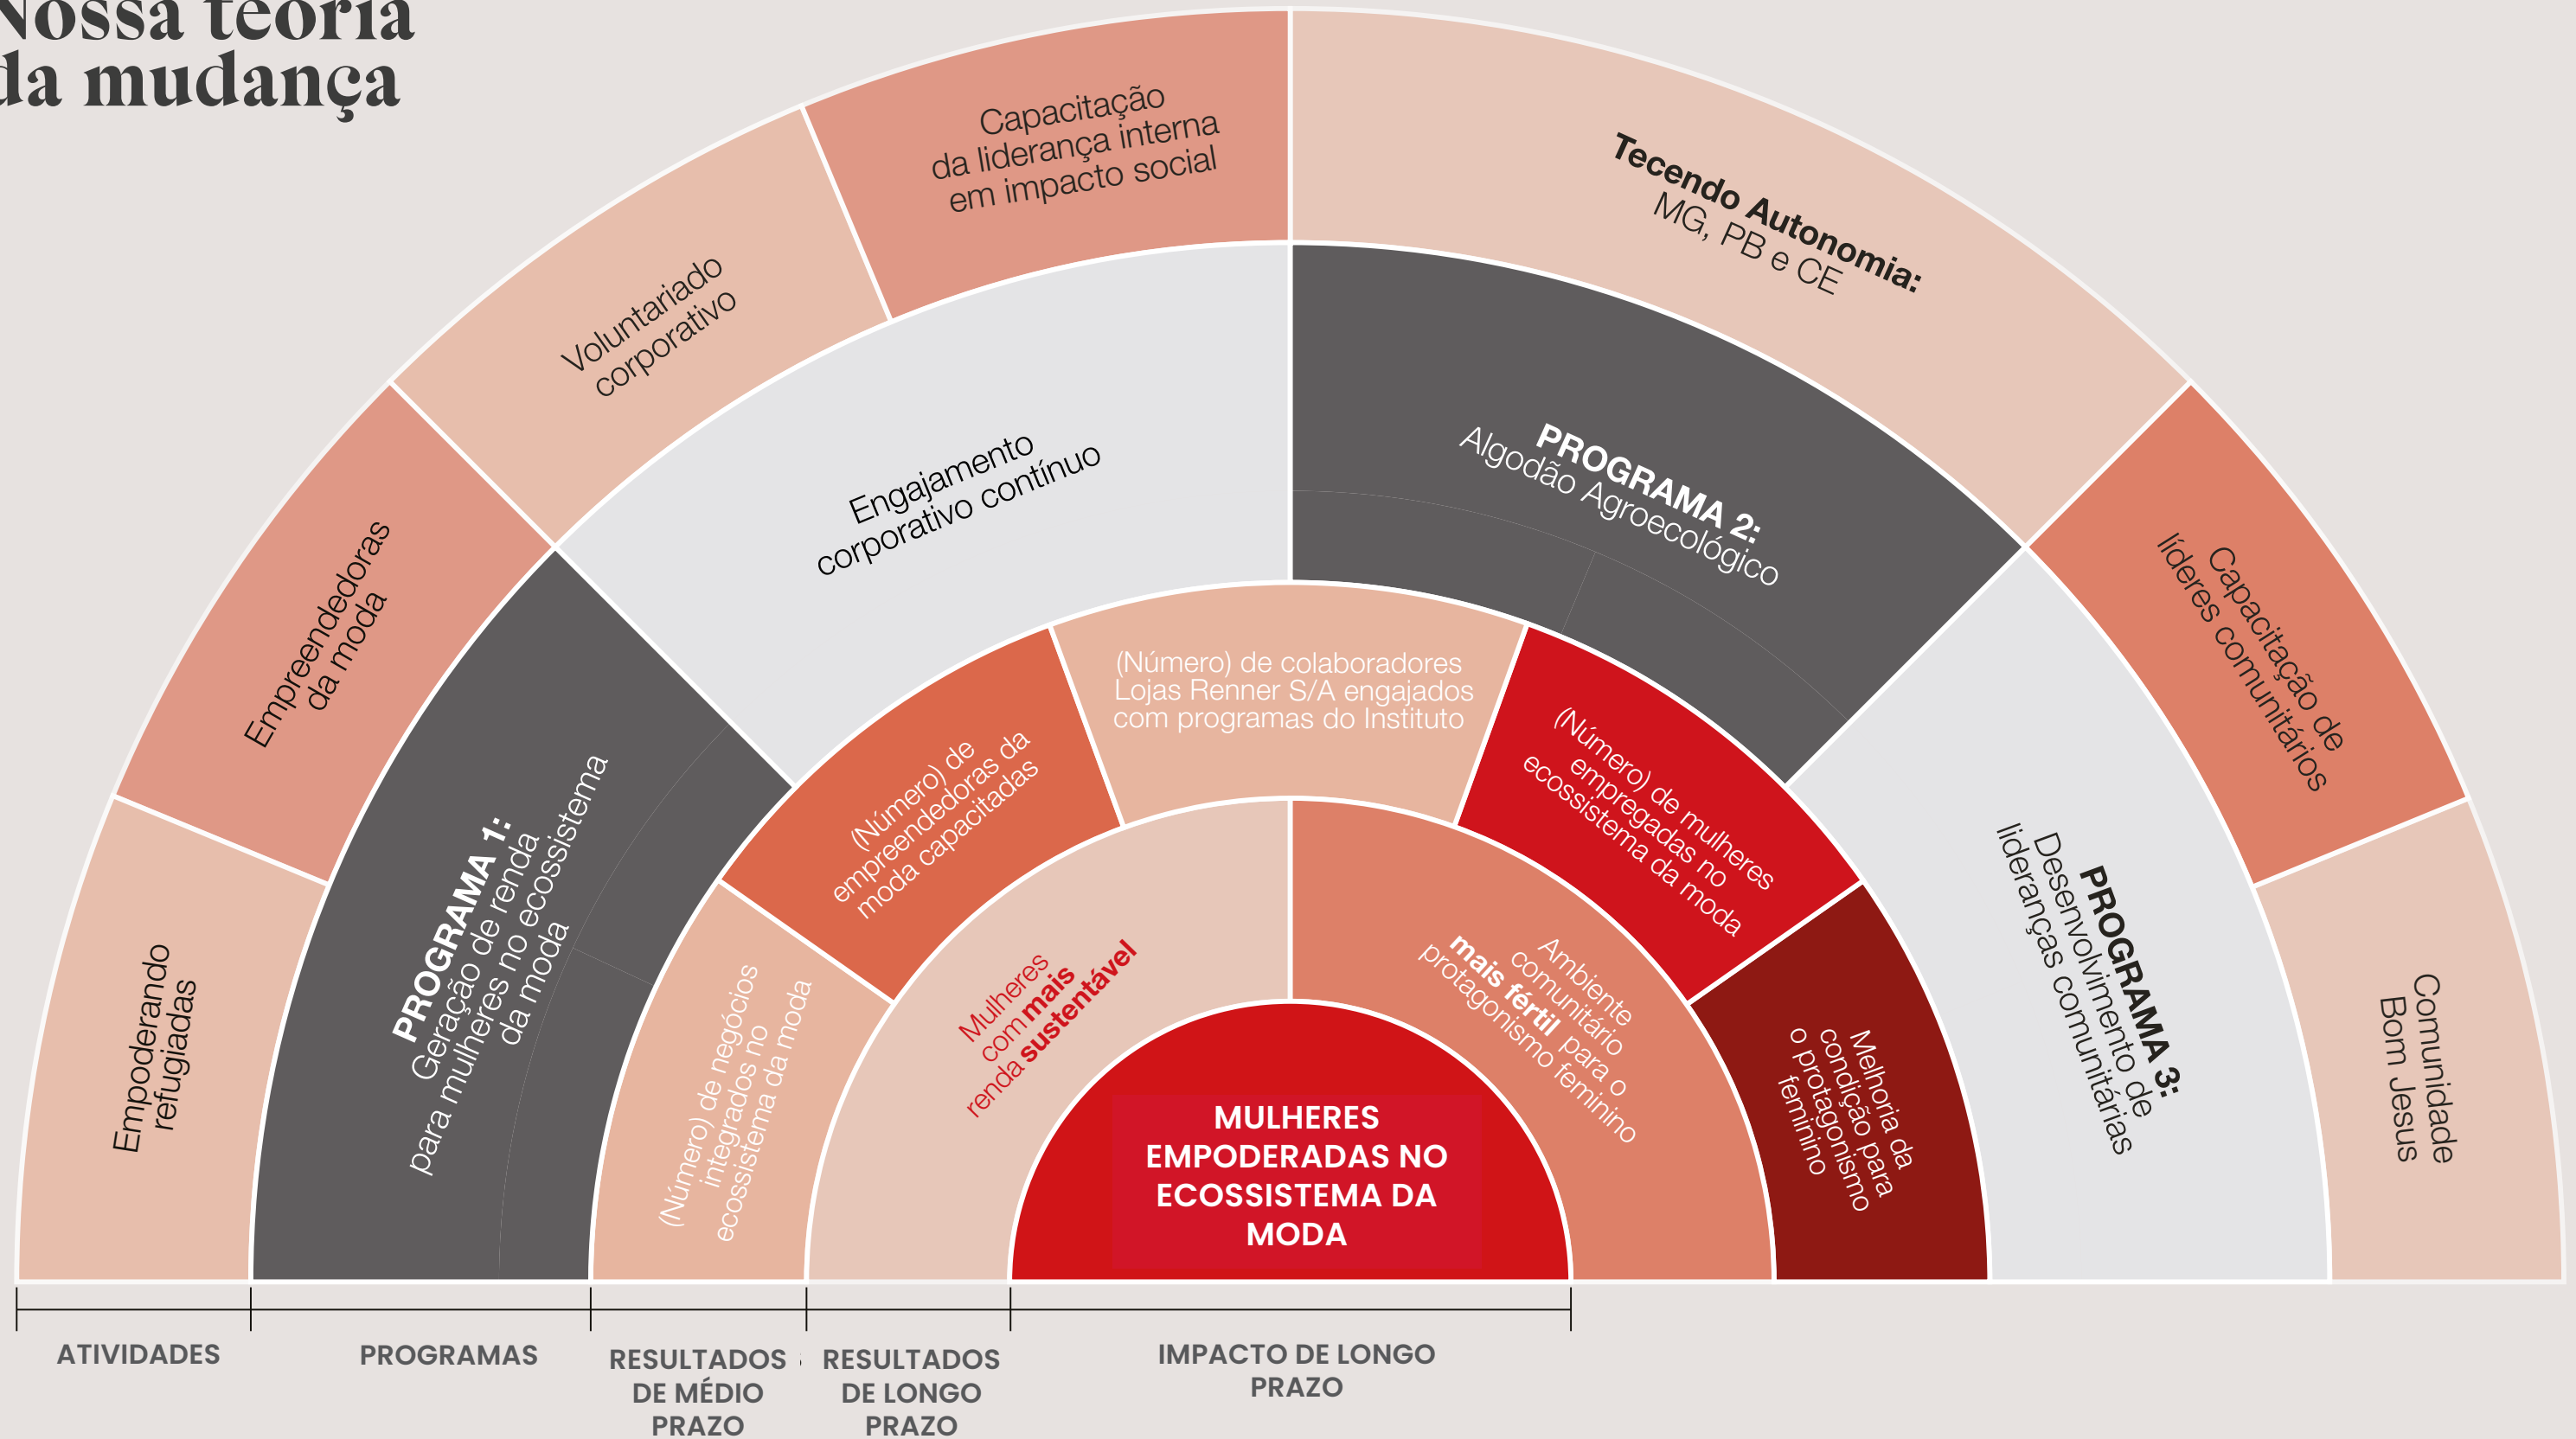 Nossa teoria
da mudança
Empoderando
refugiadas
Empreendedoras
da moda
Voluntariado
corporativo
Capacitação
da liderança interna
em impacto social
Tecendo Autonomia:
MG, PB e CE
Capacitação de
líderes comunitários
Comunidade
Bom Jesus
PROGRAMA 1:
Geração de renda
para mulheres no ecossistema
da moda
Engajamento
corporativo contínuo
PROGRAMA 2:
Algodão Agroecológico
PROGRAMA 3:
Desenvolvimento de
lideranças comunitárias
(Número) de negócios
integrados no
ecossistema da moda
(Número) de
empreendedoras da
moda capacitadas
(Número) de colaboradores
Lojas Renner S/A engajados
com programas do Instituto
(Número) de mulheres
empregadas no
ecossistema da moda
Melhoria da
condição para
o protagonismo
feminino
Mulheres
com mais
renda sustentável
Ambiente
comunitário
mais fértil para o
protagonismo feminino
MULHERES
EMPODERADAS NO
ECOSSISTEMA DA
MODA
ATIVIDADES
PROGRAMAS
RESULTADOS
DE MÉDIO
PRAZO
RESULTADOS
DE LONGO
PRAZO
IMPACTO DE LONGO
PRAZO